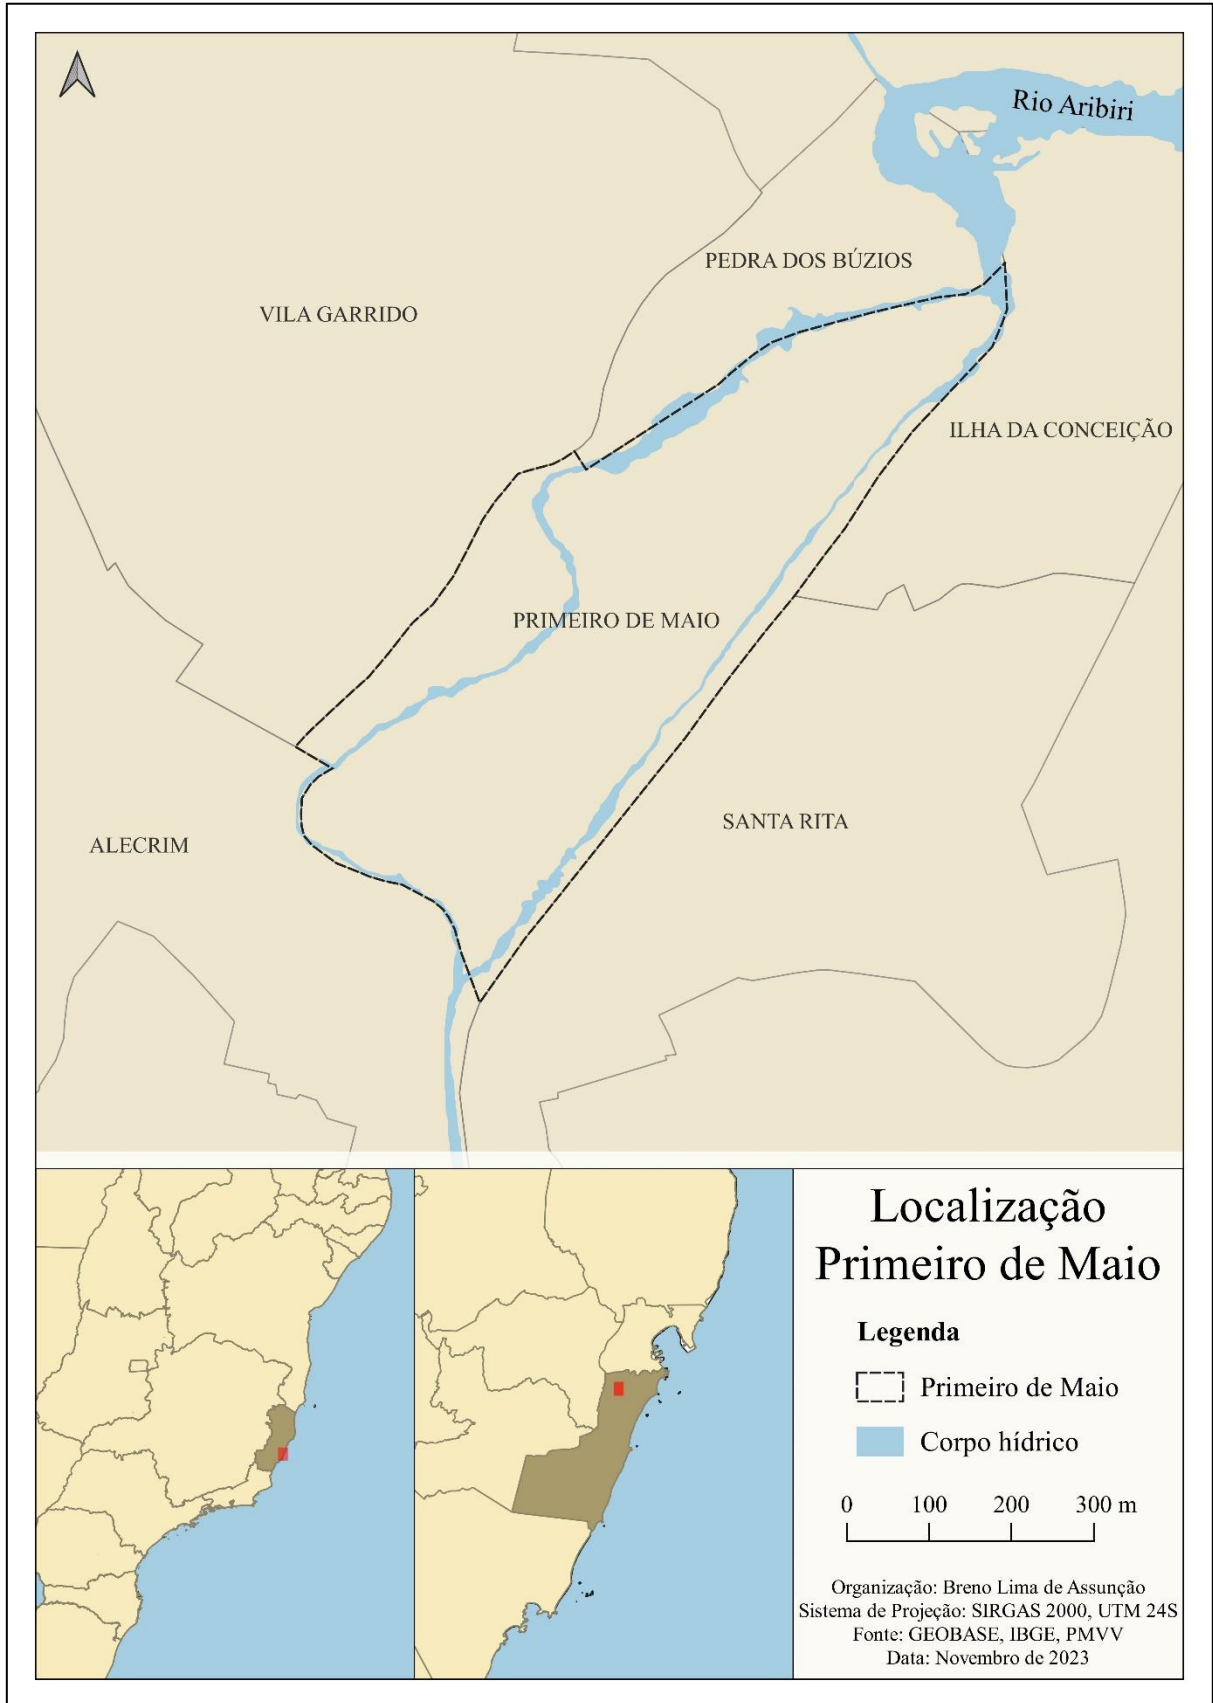 Rio Aribiri
PEDRA DOS BÚZIOS
VILA GARRIDO
ILHA DA CONCEIÇÃO
PRIMEIRO DE MAIO
SANTA RITA
ALECRIM
Localização
Primeiro de Maio
Legenda
Primeiro de Maio
Corpo hídrico
0 100 200 300 m
Organização: Breno Lima de Assunção
Sistema de Projeção: SIRGAS 2000, UTM 24S
Fonte: GEOBASE, IBGE, PMVV
Data: Novembro de 2023